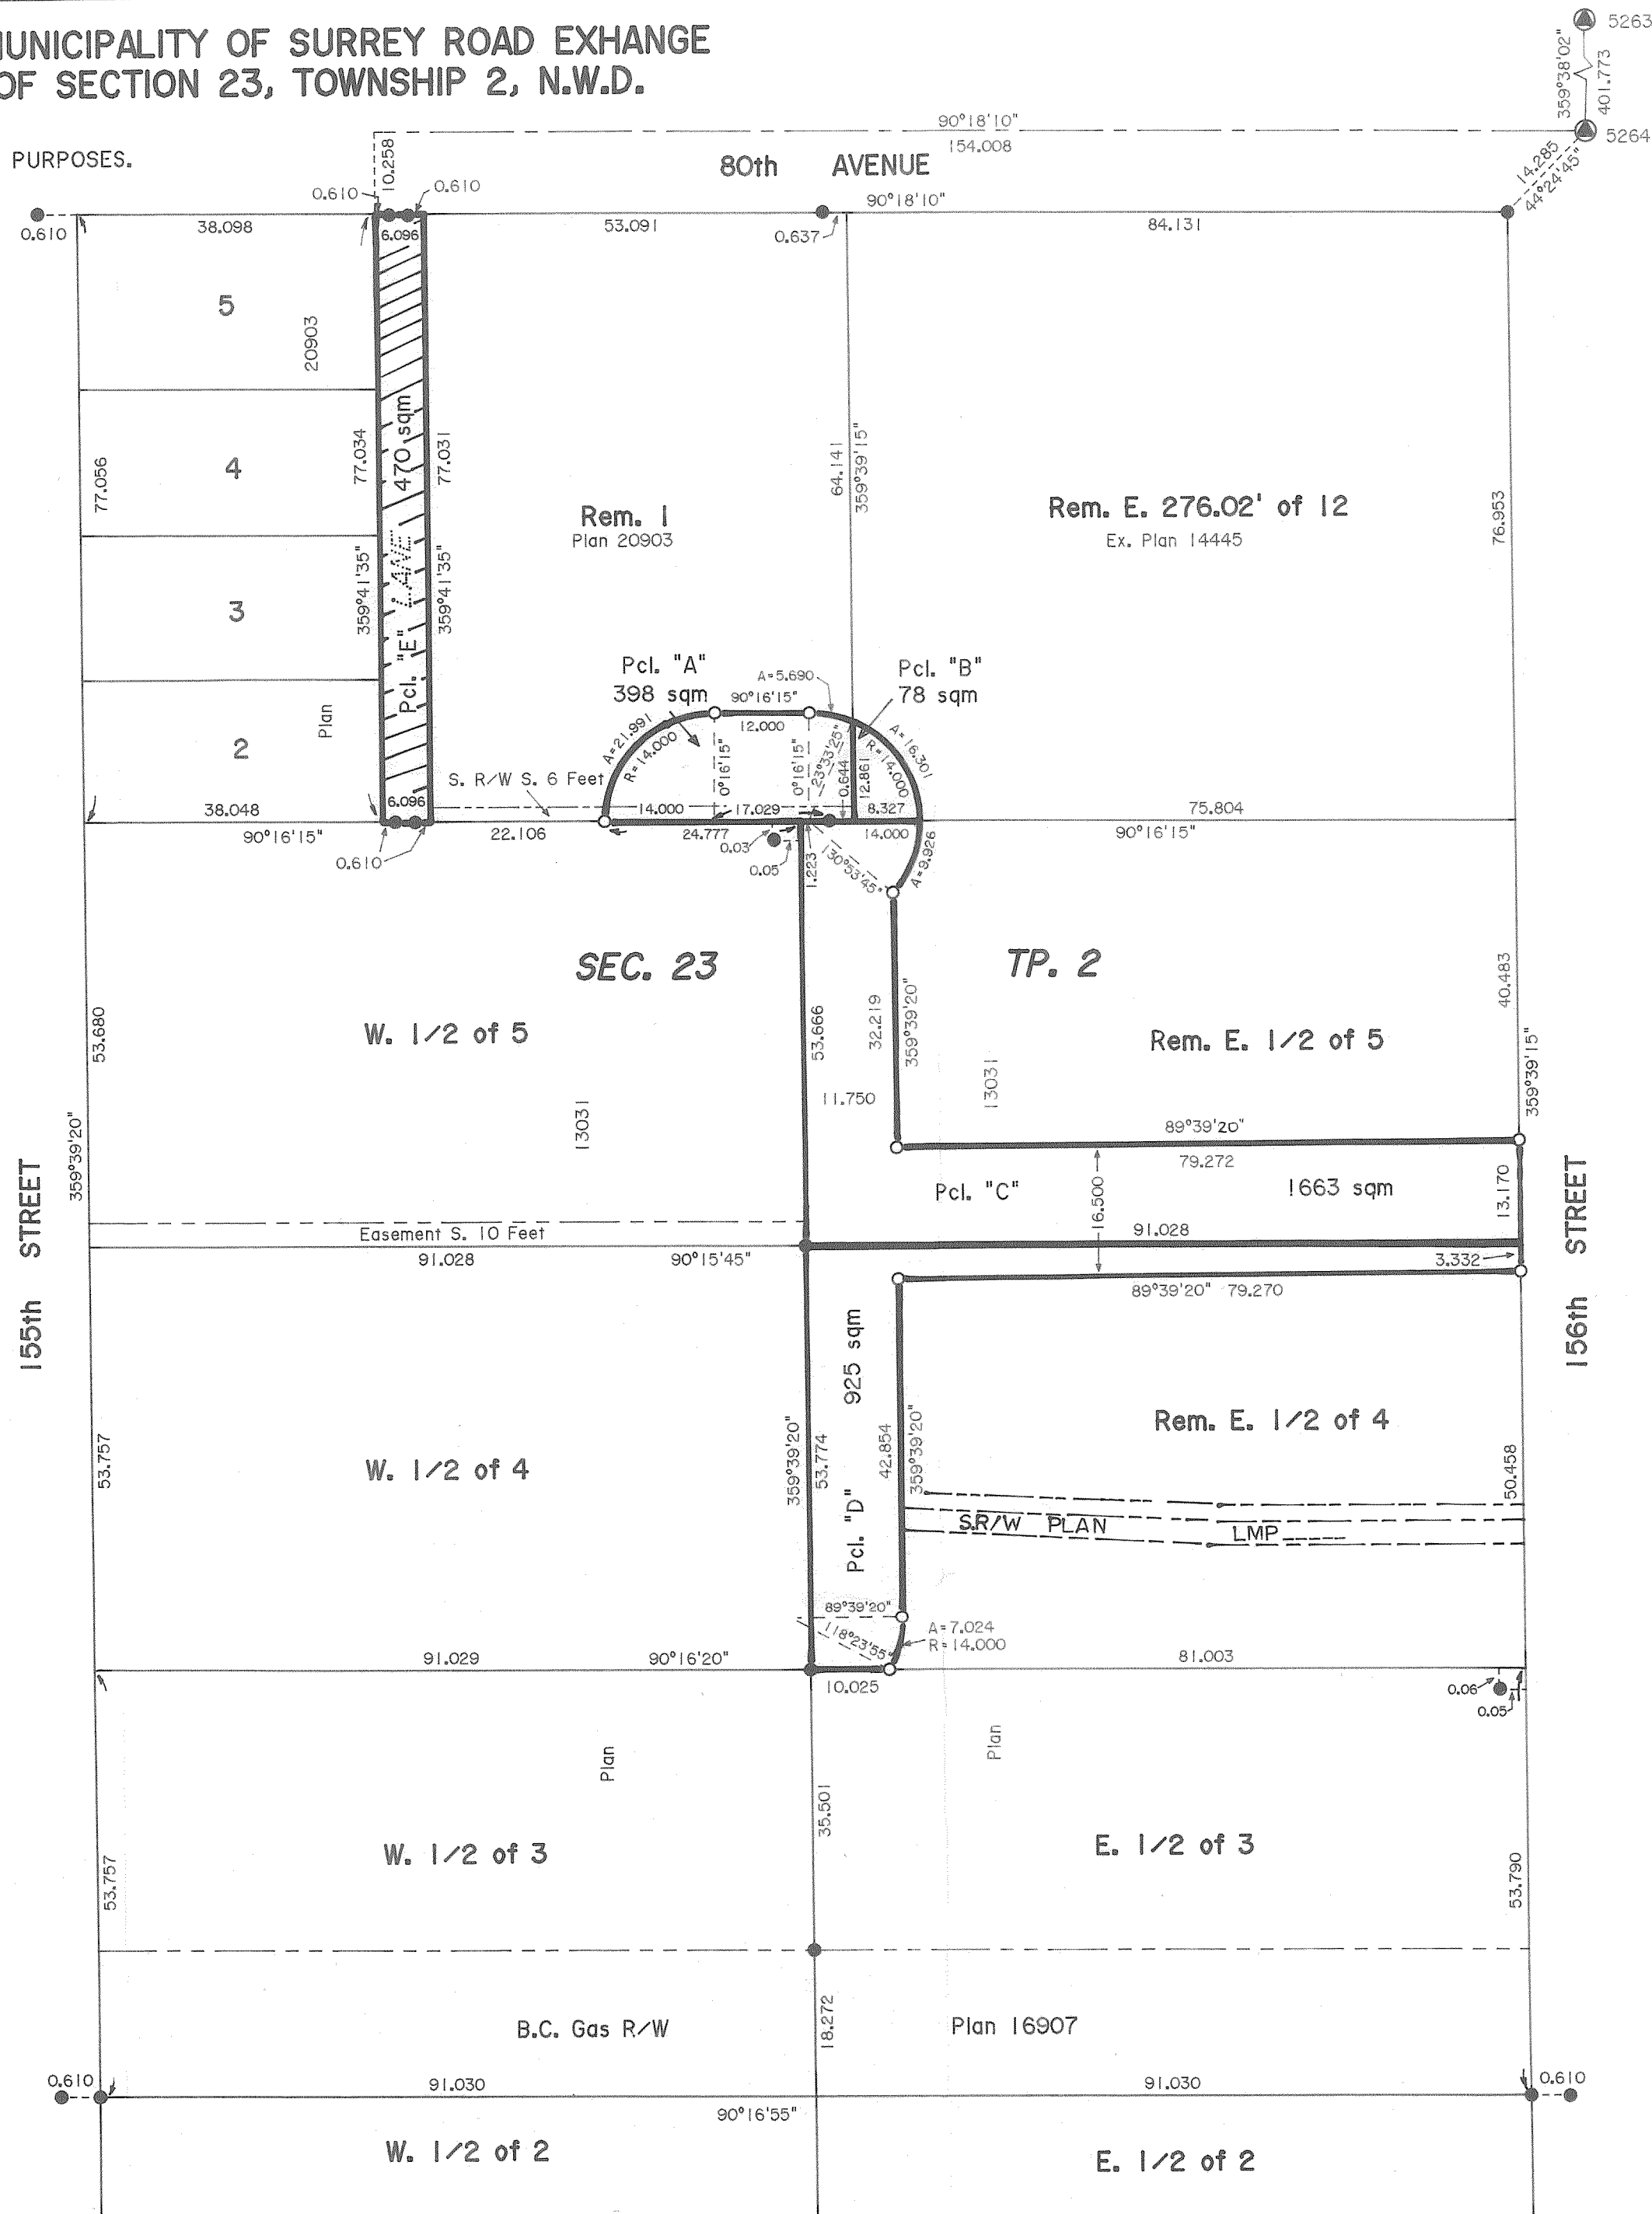 MUNICIPALITY OF SURREY ROAD EXHANGE
OF SECTION 23, TOWNSHIP 2, N.W.D.
PURPOSES.
5263
359°38'02"
401.773
5264
90°18'10"
154.008
14.285
44°24'45"
80th AVENUE
10.258
0.610
0.610
90°18'10"
0.610
38.098
6.096
53.091
0.637
84.131
5
20903
4
77.056
77.034
470 sqm
77.031
64.141
359°39'15"
76.953
Rem. 1
Plan 20903
Rem. E. 276.02' of 12
Ex. Plan 14445
3
359°41'35"
LANE
Pcl. "E"
359°41'35"
2
Plan
Pcl. "A"
398 sqm
A=5.690
90°16'15"
12.000
Pcl. "B"
78 sqm
A=21.991
R=14.000
0°16'15"
0°16'15"
23°33'25"
0.644
12.861
A=16.301
R=14.000
S. R/W S. 6 Feet
38.048
6.096
14.000
17.029
8.327
75.804
90°16'15"
0.610
22.106
24.777
14.000
90°16'15"
0.03
0.05
1.223
130°53'45"
A=9.926
SEC. 23
TP. 2
53.680
W. 1/2 of 5
53.666
32.219
359°39'20"
40.483
Rem. E. 1/2 of 5
13031
11.750
13031
359°39'15"
359°39'20"
89°39'20"
79.272
Pcl. "C"
16.500
1663 sqm
13.170
155th STREET
156th STREET
Easement S. 10 Feet
91.028
91.028
90°15'45"
3.332
89°39'20" 79.270
925 sqm
Pcl. "D"
53.757
W. 1/2 of 4
359°39'20"
53.774
42.854
359°39'20"
Rem. E. 1/2 of 4
50.458
S.R/W PLAN LMP
89°39'20"
118°23'55"
A=7.024
R=14.000
91.029
90°16'20"
10.025
81.003
0.06
0.05
Plan
Plan
35.501
53.757
W. 1/2 of 3
E. 1/2 of 3
53.790
18.272
B.C. Gas R/W
Plan 16907
0.610
91.030
91.030
0.610
90°16'55"
W. 1/2 of 2
E. 1/2 of 2